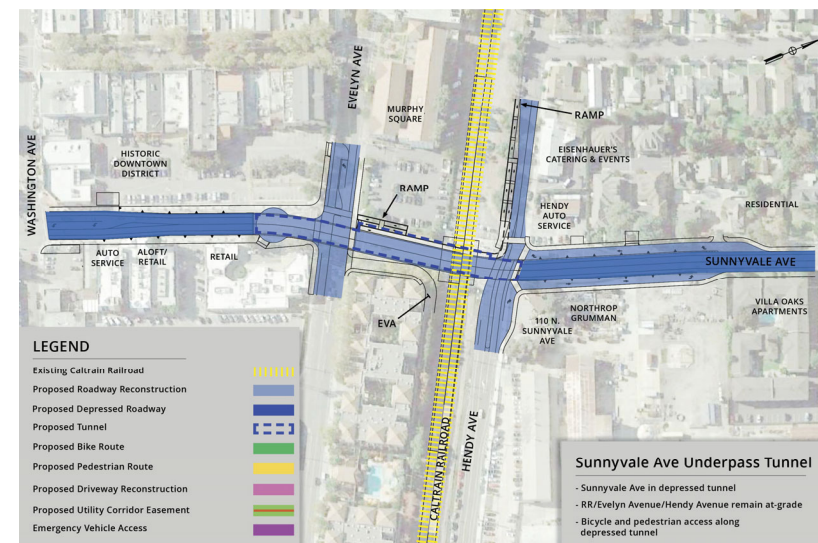 WASHINGTON AVE
EVELYN AVE
MURPHY
SQUARE
RAMP
EISENHAUER'S
CATERING & EVENTS
HISTORIC
DOWNTOWN
DISTRICT
RAMP
HENDY
AUTO
SERVICE
RESIDENTIAL
AUTO
SERVICE
ALOFT/
RETAIL
RETAIL
SUNNYVALE AVE
EVA
110 N.
SUNNYVALE
AVE
NORTHROP
GRUMMAN
VILLA OAKS
APARTMENTS
CALTRAIN RAILROAD
HENDY AVE
LEGEND
Existing Caltrain Railroad
Proposed Roadway Reconstruction
Proposed Depressed Roadway
Proposed Tunnel
Proposed Bike Route
Proposed Pedestrian Route
Proposed Driveway Reconstruction
Proposed Utility Corridor Easement
Emergency Vehicle Access
Sunnyvale Ave Underpass Tunnel
- Sunnyvale Ave in depressed tunnel
- RR/Evelyn Avenue/Hendy Avenue remain at-grade
- Bicycle and pedestrian access along
depressed tunnel